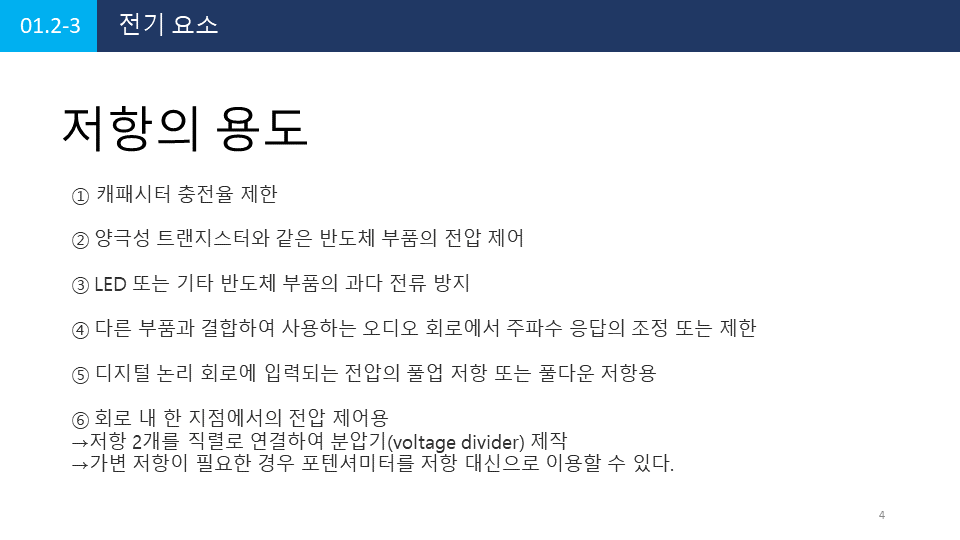 01.2-3
전기 요소
저항의 용도
① 캐패시터 충전율 제한
② 양극성 트랜지스터와 같은 반도체 부품의 전압 제어
③ LED 또는 기타 반도체 부품의 과다 전류 방지
④ 다른 부품과 결합하여 사용하는 오디오 회로에서 주파수 응답의 조정 또는 제한
⑤ 디지털 논리 회로에 입력되는 전압의 풀업 저항 또는 풀다운 저항용
⑥ 회로 내 한 지점에서의 전압 제어용
→저항 2개를 직렬로 연결하여 분압기(voltage divider) 제작
→가변 저항이 필요한 경우 포텐셔미터를 저항 대신으로 이용할 수 있다.
4